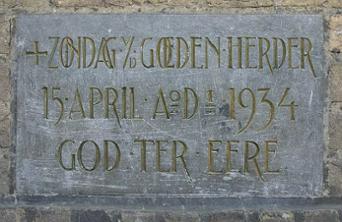 +ZONDAG V/D GOEDEN HERDER
15·APRIL·Aº Dⁱ 1934
GOD·TER EERE